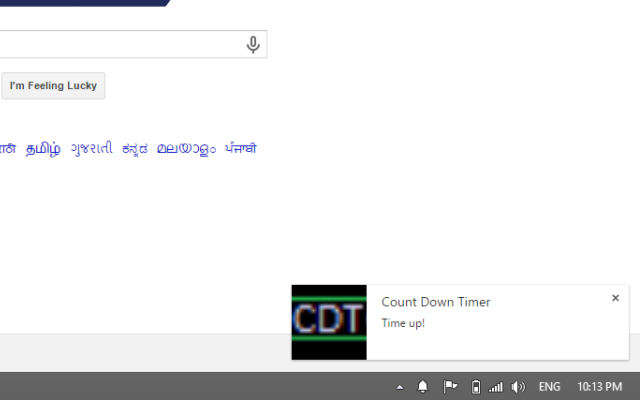 I'm Feeling Lucky
தமிழ் ગુજરાતી ಕನ್ನಡ മലയാളം ਪੰਜਾਬੀ
CDT
Count Down Timer
Time up!
ENG 10:13 PM